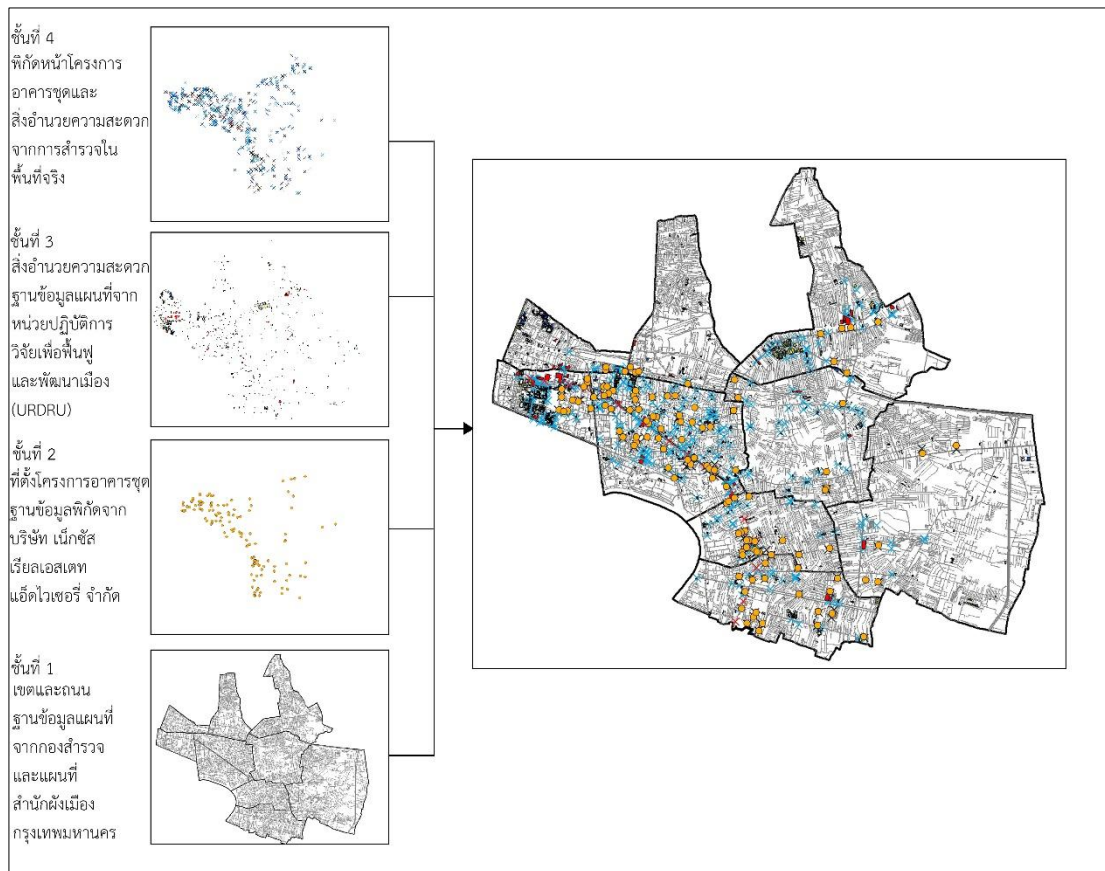 ชั้นที่ 4
พิกัดหน้าโครงการ
อาคารชุดและ
สิ่งอำนวยความสะดวก
จากการสำรวจใน
พื้นที่จริง
ชั้นที่ 3
สิ่งอำนวยความสะดวก
ฐานข้อมูลแผนที่จาก
หน่วยปฏิบัติการ
วิจัยเพื่อฟื้นฟู
และพัฒนาเมือง
(URDRU)
ชั้นที่ 2
ที่ตั้งโครงการอาคารชุด
ฐานข้อมูลพิกัดจาก
บริษัท เน็กซัส
เรียลเอสเตท
แอ็ดไวเซอรี่ จำกัด
ชั้นที่ 1
เขตและถนน
ฐานข้อมูลแผนที่
จากกองสำรวจ
และแผนที่
สำนักผังเมือง
กรุงเทพมหานคร